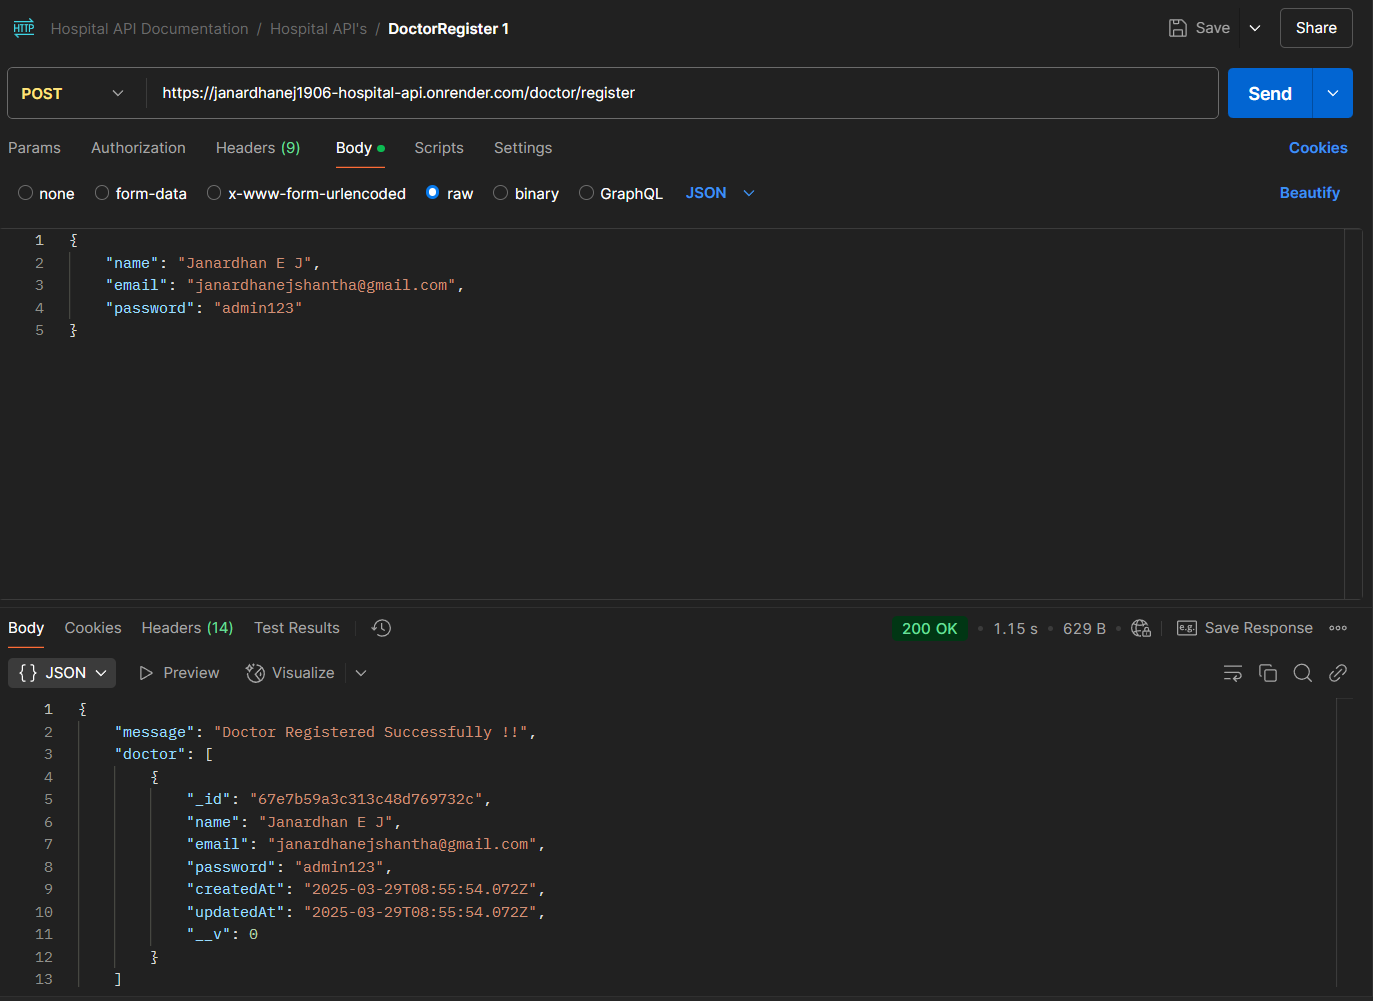 HTTP Hospital API Documentation / Hospital API's / DoctorRegister 1 Save Share
POST https://janardhanej1906-hospital-api.onrender.com/doctor/register Send
Params Authorization Headers (9) Body Scripts Settings Cookies
none form-data x-www-form-urlencoded raw binary GraphQL JSON Beautify
1 {
2 "name": "Janardhan E J",
3 "email": "janardhanejshantha@gmail.com",
4 "password": "admin123"
5 }
Body Cookies Headers (14) Test Results 200 OK • 1.15 s • 629 B • e.g. Save Response
{} JSON Preview Visualize
1 {
2 "message": "Doctor Registered Successfully !!",
3 "doctor": [
4 {
5 "_id": "67e7b59a3c313c48d769732c",
6 "name": "Janardhan E J",
7 "email": "janardhanejshantha@gmail.com",
8 "password": "admin123",
9 "createdAt": "2025-03-29T08:55:54.072Z",
10 "updatedAt": "2025-03-29T08:55:54.072Z",
11 "__v": 0
12 }
13 ]